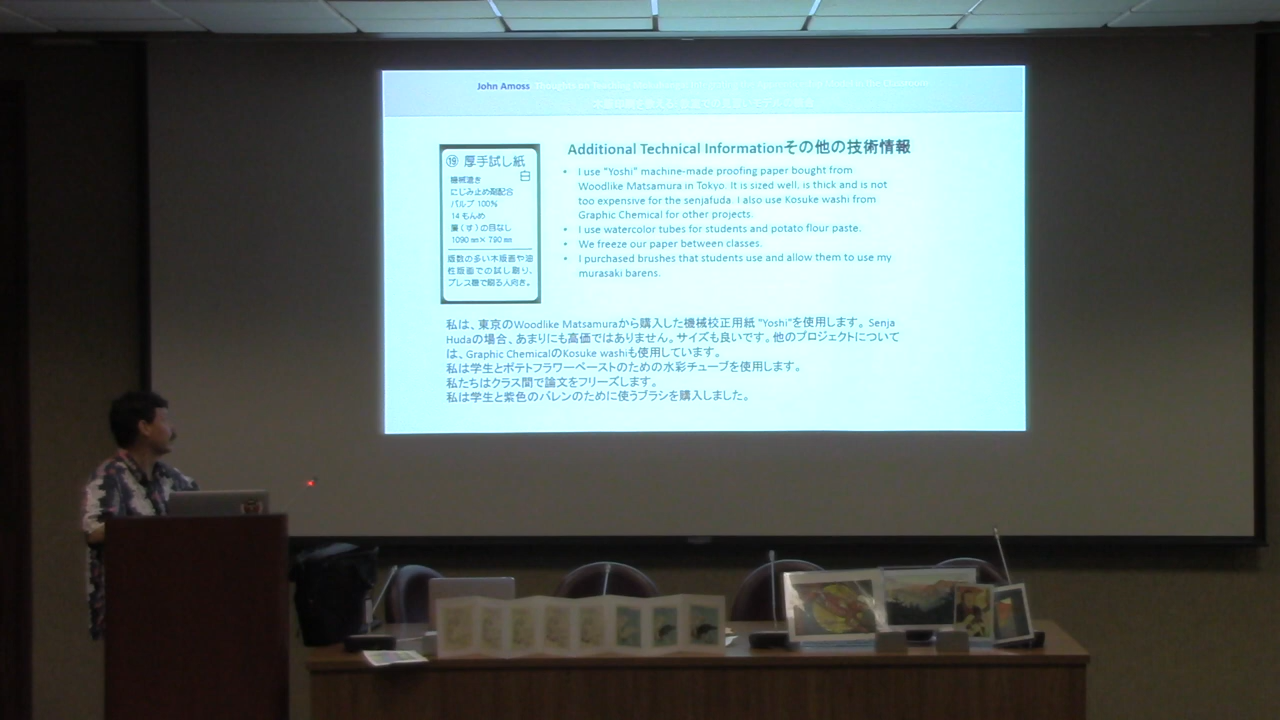 John Amoss Thoughts on Teaching in the Classroom
⑲ 厚手試し紙
機械漉き
白
にじみ止め剤配合
パルプ 100%
14 もんめ
簾(す)の目なし
1090 ㎜× 790 ㎜
版数の多い木版画や油
性版画での試し刷り、
プレス機で刷る人向き。
Additional Technical Informationその他の技術情報
• I use "Yoshi" machine-made proofing paper bought from
Woodlike Matsamura in Tokyo. It is sized well, is thick and is not
too expensive for the senjafuda. I also use Kosuke washi from
Graphic Chemical for other projects.
• I use watercolor tubes for students and potato flour paste.
• We freeze our paper between classes.
• I purchased brushes that students use and allow them to use my
murasaki barens.
私は、東京のWoodlike Matsamuraから購入した機械校正用紙 "Yoshi"を使用します。Senja
Hudaの場合、あまりにも高価ではありません。サイズも良いです。他のプロジェクトについて
は、Graphic ChemicalのKosuke washiも使用しています。
私は学生とポテトフラワーペーストのための水彩チューブを使用します。
私たちはクラス間で論文をフリーズします。
私は学生と紫色のバレンのために使うブラシを購入しました。